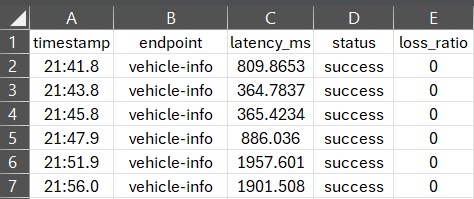 A B C D E
1 timestamp endpoint latency_ms status loss_ratio
2 21:41.8 vehicle-info 809.8653 success 0
3 21:43.8 vehicle-info 364.7837 success 0
4 21:45.8 vehicle-info 365.4234 success 0
5 21:47.9 vehicle-info 886.036 success 0
6 21:51.9 vehicle-info 1957.601 success 0
7 21:56.0 vehicle-info 1901.508 success 0